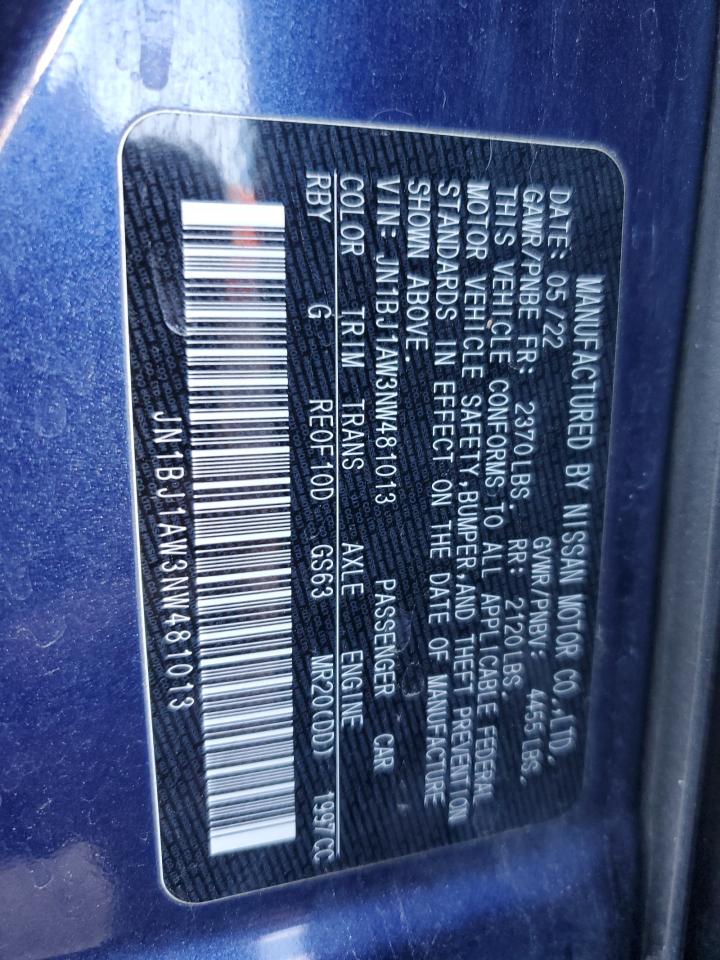 MANUFACTURED BY NISSAN MOTOR CO.,LTD.
DATE: 05/22 GVWR/PNBV: 4455 LBS.
GAWR/PNBE FR: 2370LBS. RR: 2120LBS.
THIS VEHICLE CONFORMS TO ALL APPLICABLE FEDERAL
MOTOR VEHICLE SAFETY,BUMPER,AND THEFT PREVENTION
STANDARDS IN EFFECT ON THE DATE OF MANUFACTURE
SHOWN ABOVE.
VIN: JN1BJ1AW3NW481013 PASSENGER CAR
COLOR TRIM TRANS AXLE ENGINE
RBY G RE0F10D GS63 MR20(DD) 1997CC
JN1BJ1AW3NW481013